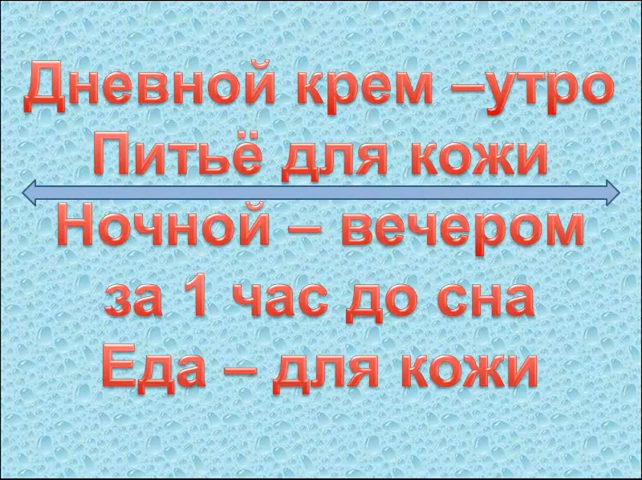 Дневной крем –утро
Питьё для кожи
Ночной – вечером
за 1 час до сна
Еда – для кожи